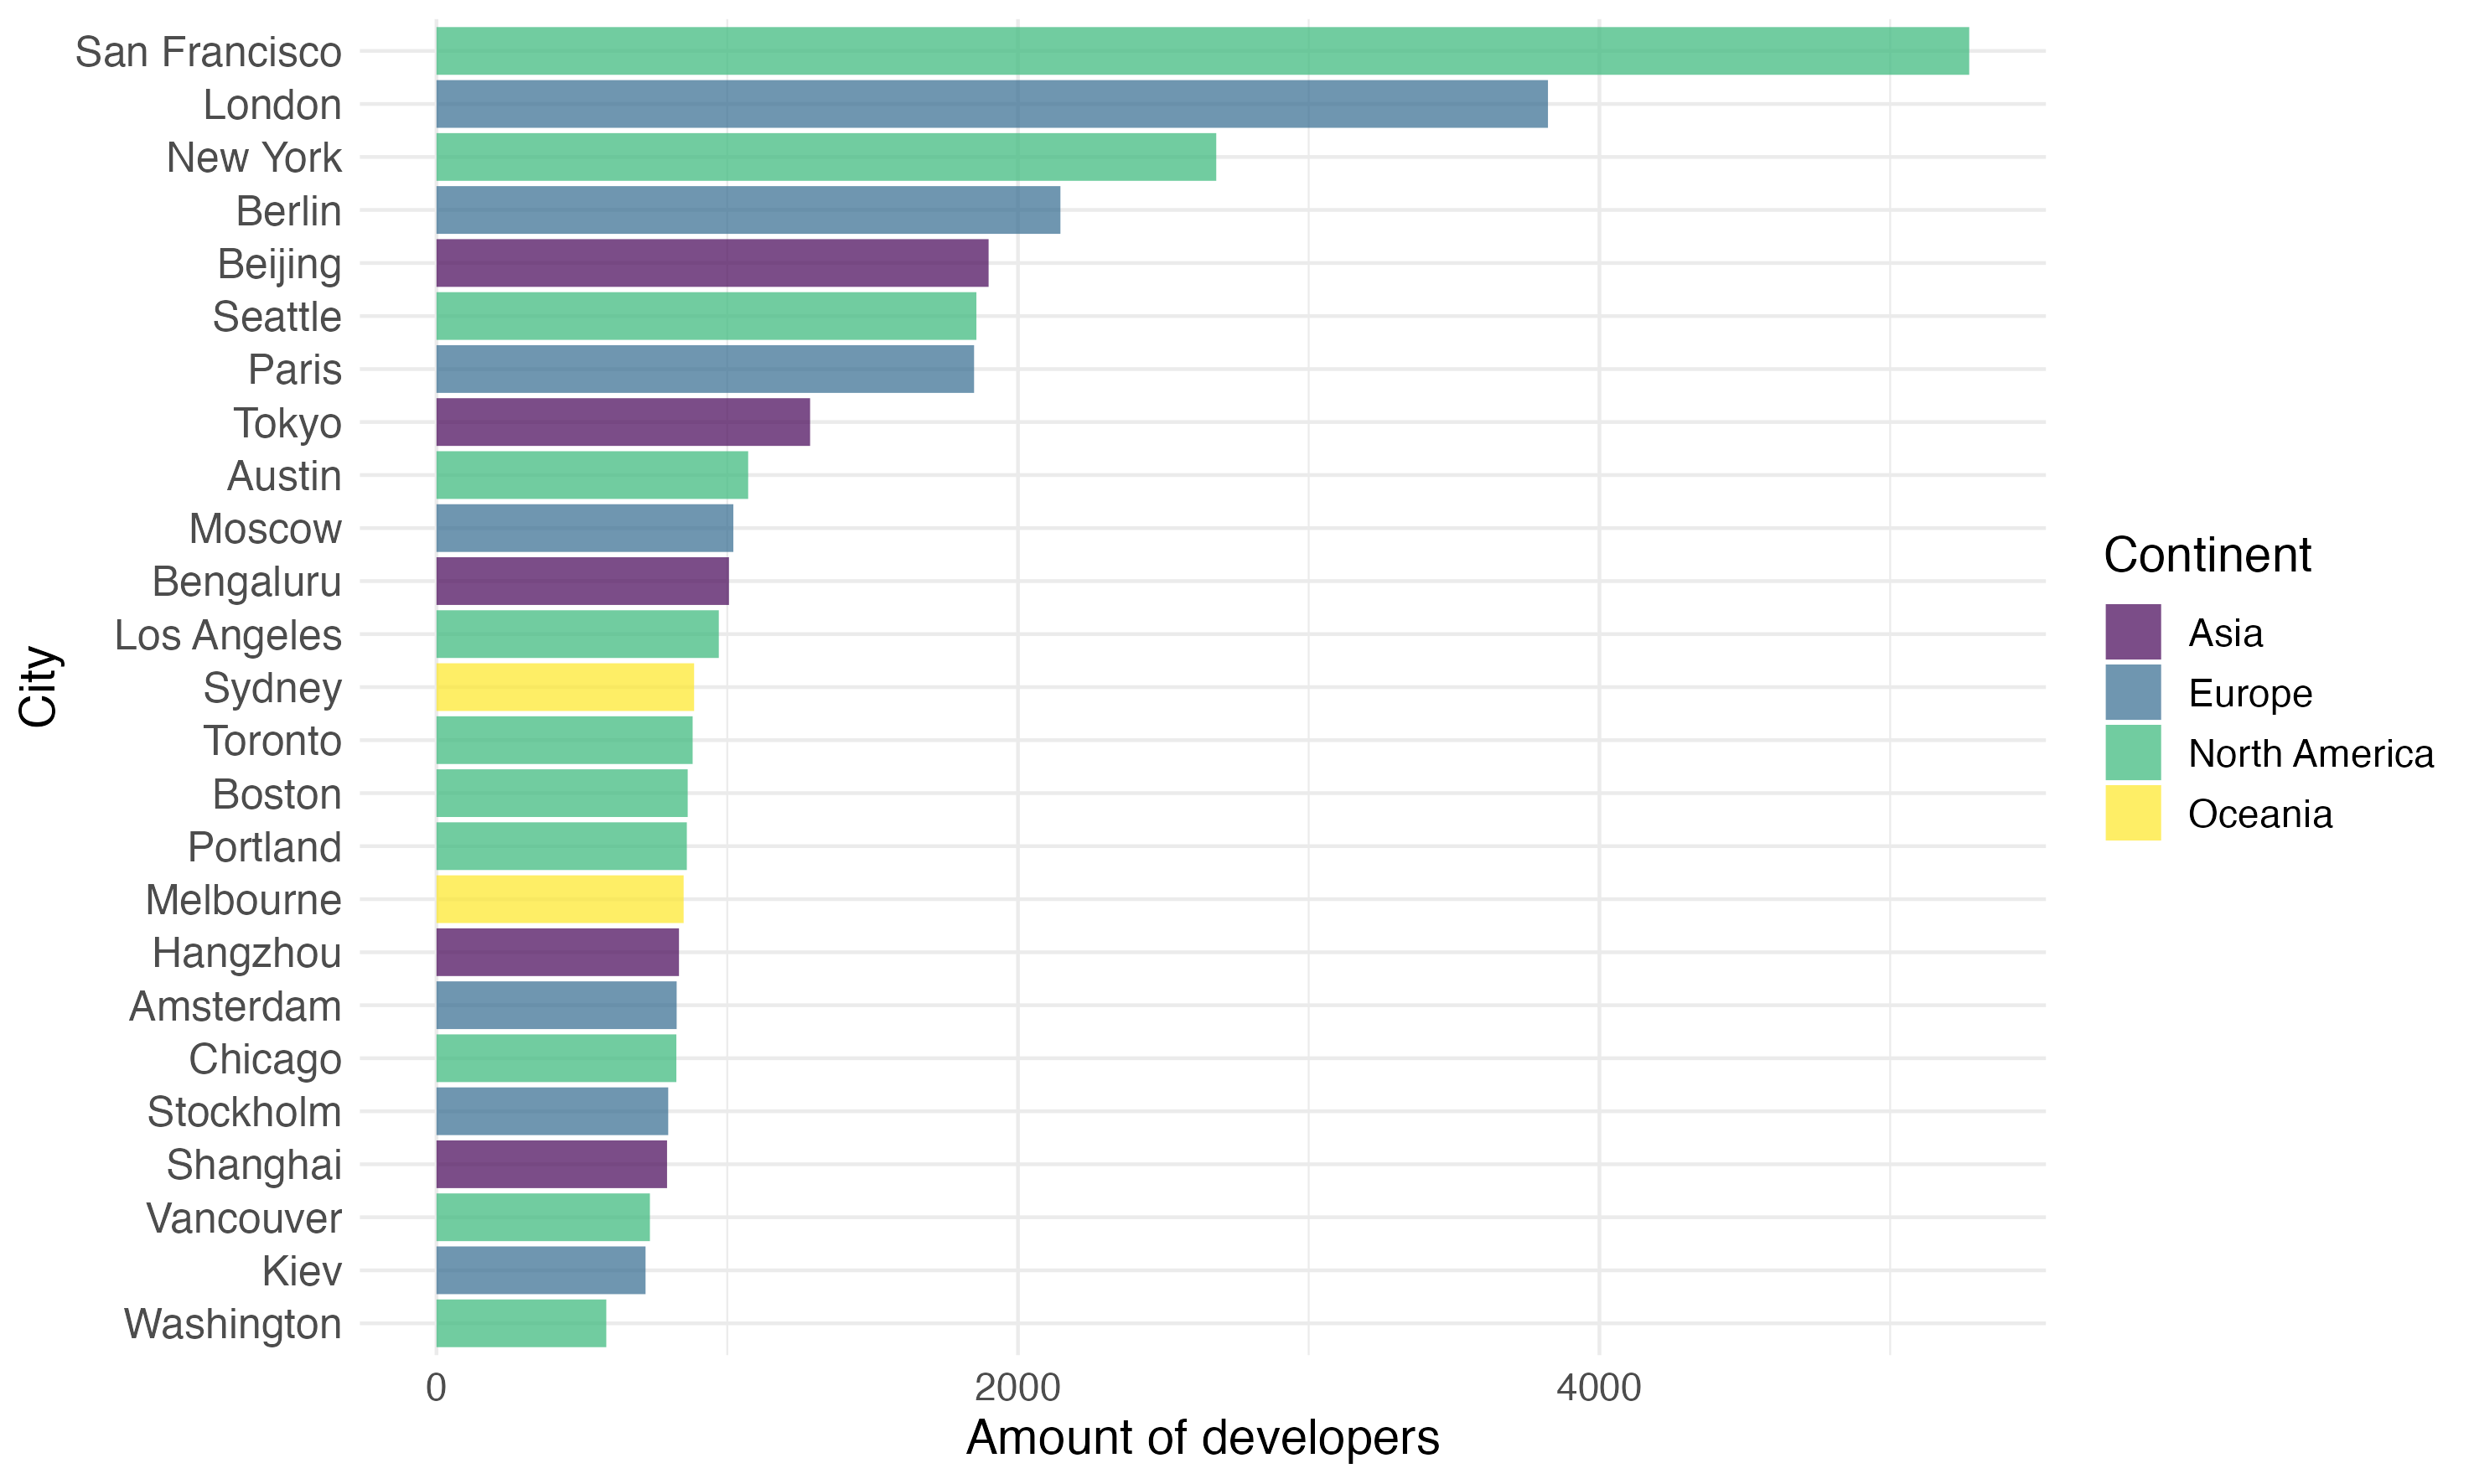 San Francisco
London
New York
Berlin
Beijing
Seattle
Paris
Tokyo
Austin
Moscow
Bengaluru
Los Angeles
Sydney
Toronto
Boston
Portland
Melbourne
Hangzhou
Amsterdam
Chicago
Stockholm
Shanghai
Vancouver
Kiev
Washington
City
0 2000 4000
Amount of developers
Continent
Asia
Europe
North America
Oceania